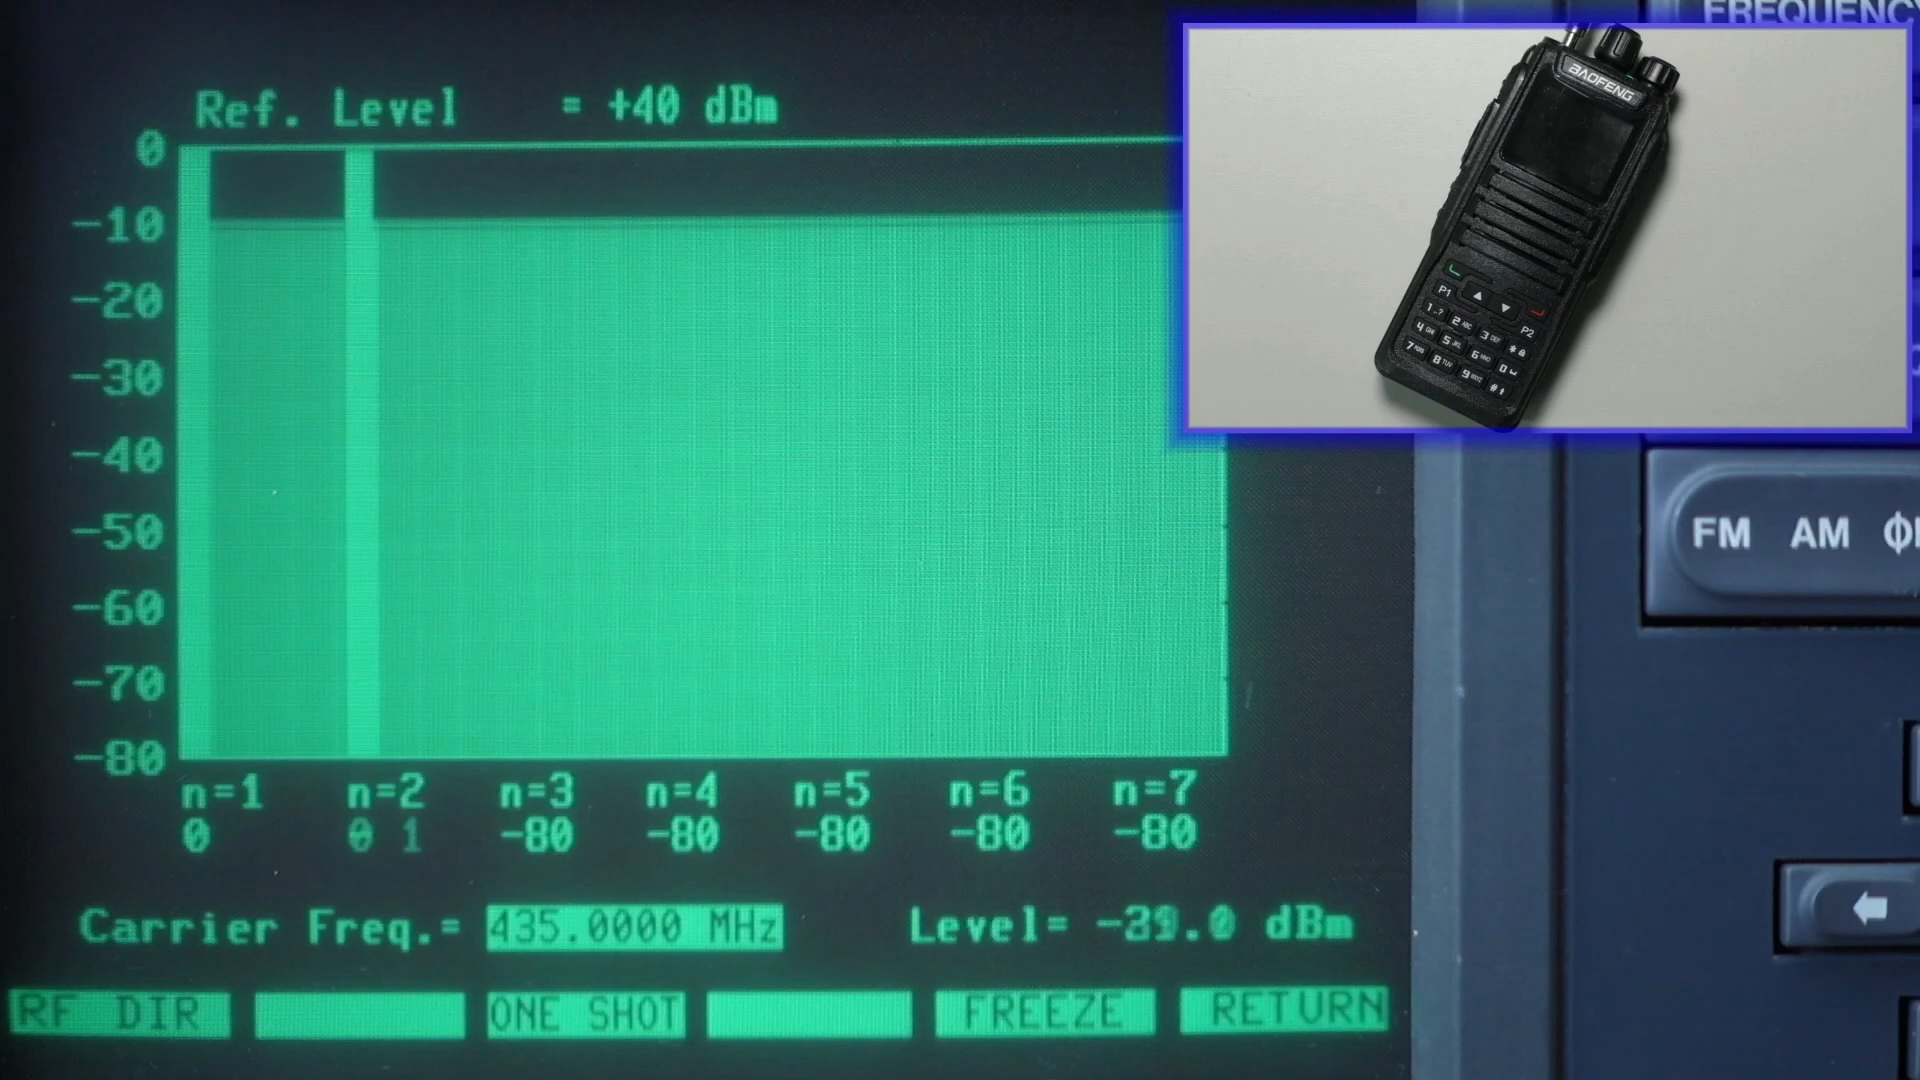 FREQUENCY
Ref. Level = +40 dBm
0
-10
-20
-30
-40
-50
-60
-70
-80
n=1 n=2 n=3 n=4 n=5 n=6 n=7
0 0 1 -80 -80 -80 -80 -80
Carrier Freq.= 435.0000 MHz Level= dBm
RF DIR ONE SHOT FREEZE RETURN
BAOFENG
P1 P2
1 2 ABC 3 DEF *
4 GHI 5 JKL 6 MNO 0
7 8 TUV 9 #
FM AM